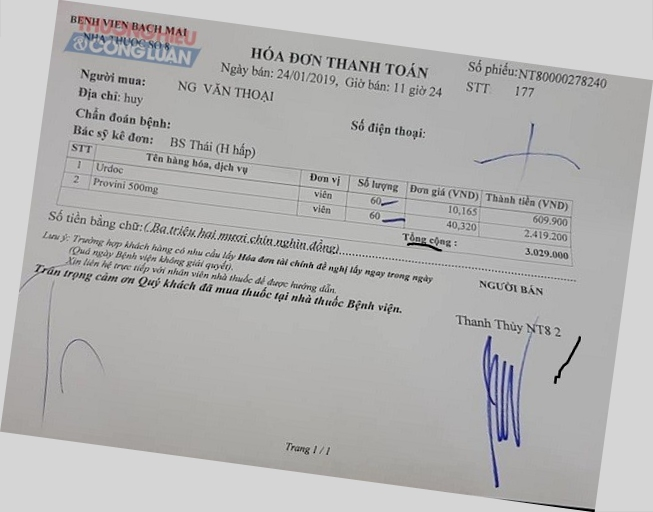 BỆNH VIỆN BẠCH MAI
NHÀ THUỐC SỐ 8
THƯƠNG HIỆU
& CÔNG LUẬN
HÓA ĐƠN THANH TOÁN
Ngày bán: 24/01/2019, Giờ bán: 11 giờ 24
Số phiếu: NT80000278240
STT 177
Người mua: NG VĂN THOẠI
Địa chỉ: huy
Chẩn đoán bệnh:
Số điện thoại:
Bác sỹ kê đơn: BS Thái (H hấp)
STT Tên hàng hóa, dịch vụ Đơn vị Số lượng Đơn giá (VND) Thành tiền (VND)
1 Urdoc viên 60 10,165 609.900
2 Provini 500mg viên 60 40,320 2.419.200
Tổng cộng : 3.029.000
Số tiền bằng chữ: ( Ba triệu hai mươi chín nghìn đồng)
Lưu ý: Trường hợp khách hàng có nhu cầu lấy Hóa đơn tài chính đề nghị lấy ngay trong ngày
(Quá ngày Bệnh viện không giải quyết).
Xin liên hệ trực tiếp với nhân viên nhà thuốc để được hướng dẫn.
Trân trọng cảm ơn Quý khách đã mua thuốc tại nhà thuốc Bệnh viện.
NGƯỜI BÁN
Thanh Thủy NT8 2
Trang 1 / 1